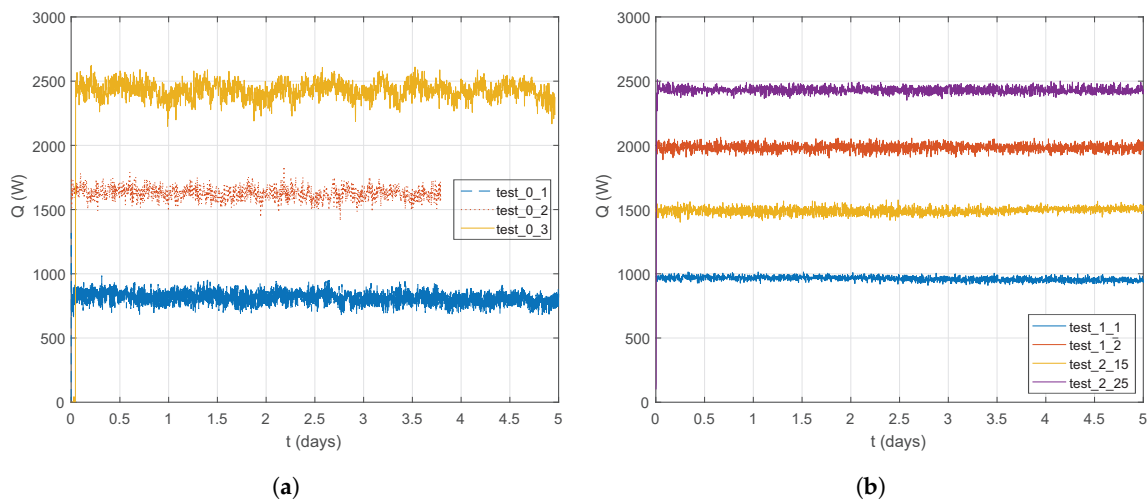 3000
2500
2000
1500
1000
500
0
Q (W)
test_0_1
test_0_2
test_0_3
0 0.5 1 1.5 2 2.5 3 3.5 4 4.5 5
t (days)
(a)
3000
2500
2000
1500
1000
500
0
Q (W)
test_1_1
test_1_2
test_2_15
test_2_25
0 0.5 1 1.5 2 2.5 3 3.5 4 4.5 5
t (days)
(b)